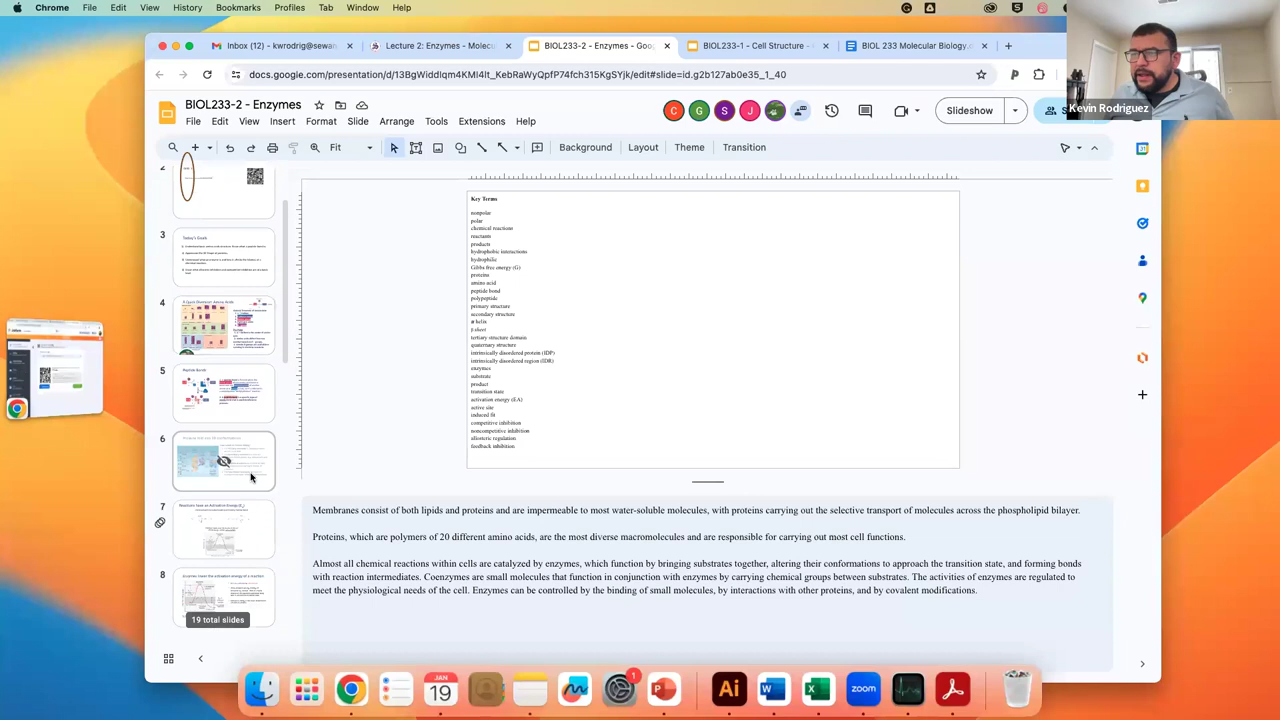 Chrome File Edit View History Bookmarks Profiles Tab Window Help
Inbox (12) - kwrodrig@sewan
Lecture 2: Enzymes - Molecu
BIOL233-2 - Enzymes - Goo
BIOL233-1 - Cell Structure -
BIOL 233 Molecular Biology.d
docs.google.com/presentation/d/13BgWiddIqm4KMI4It_KebRaWyQpfP74fch315KgSYjk/edit#slide=id.g2b127ab0e35_1_40
Kevin Rodriguez
BIOL233-2 - Enzymes
C G S J
Slideshow
File Edit View Insert Format Slide Arrange Tools Extensions Help
Fit
Background Layout Theme Transition
2
3
Today's Goals
4
5
Peptide Bonds
6
7
8
19 total slides
Key Terms
nonpolar
polar
chemical reactions
reactants
products
hydrophobic interactions
hydrophilic
Gibbs free energy (G)
proteins
amino acid
peptide bond
polypeptide
primary structure
secondary structure
α helix
β sheet
tertiary structure domain
quaternary structure
intrinsically disordered protein (IDP)
intrinsically disordered region (IDR)
enzymes
substrate
product
transition state
activation energy (EA)
active site
induced fit
competitive inhibition
noncompetitive inhibition
allosteric regulation
feedback inhibition
Membranes consist of both lipids and proteins and are impermeable to most water-soluble molecules, with proteins carrying out the selective transport of molecules across the phospholipid bilayer.
Proteins, which are polymers of 20 different amino acids, are the most diverse macromolecules and are responsible for carrying out most cell functions.
Almost all chemical reactions within cells are catalyzed by enzymes, which function by bringing substrates together, altering their conformations to approach the transition state, and forming bonds
with reaction intermediates. Coenzymes are small molecules that function in conjunction with enzymes by carrying chemical groups between substrates. The activities of enzymes are regulated to
meet the physiological needs of the cell. Enzymes can be controlled by the binding of small molecules, by interactions with other proteins, and by covalent modifications.
JAN
19
1
Ai
zoom